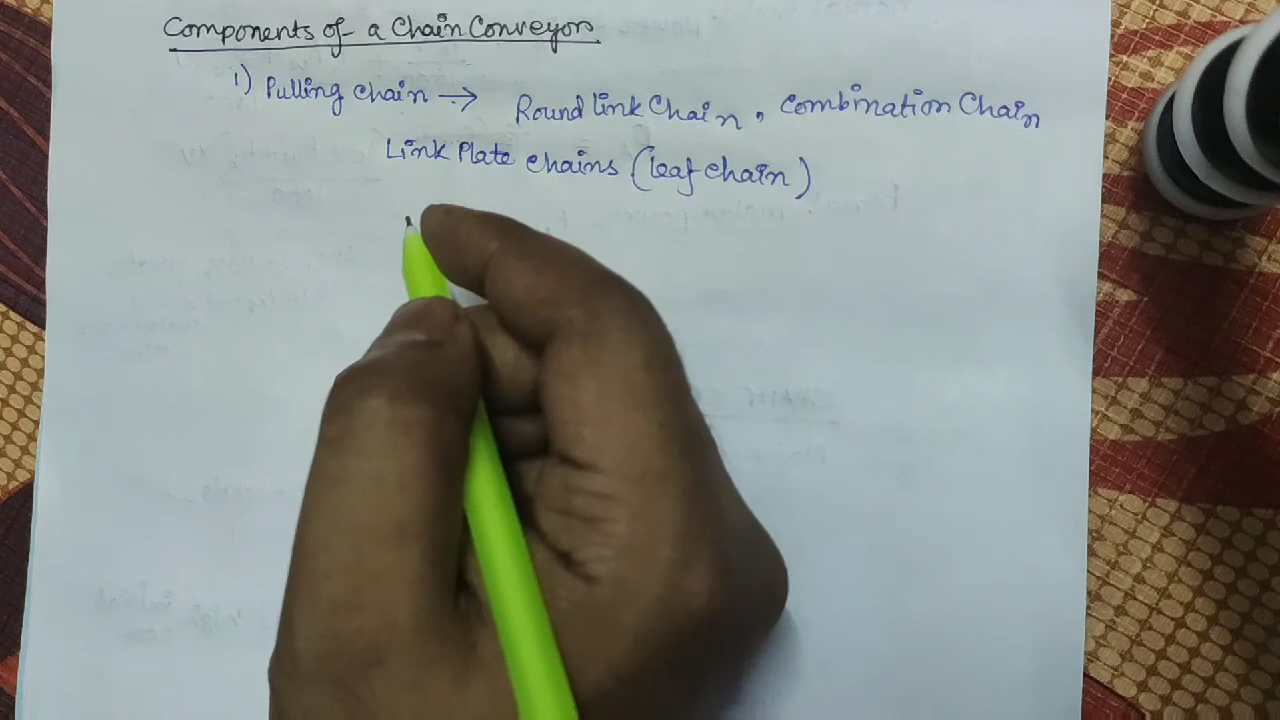 Components of a Chain Conveyor
1) Pulling chain → Round link Chain, Combination Chain
Link Plate chains (leaf chain)